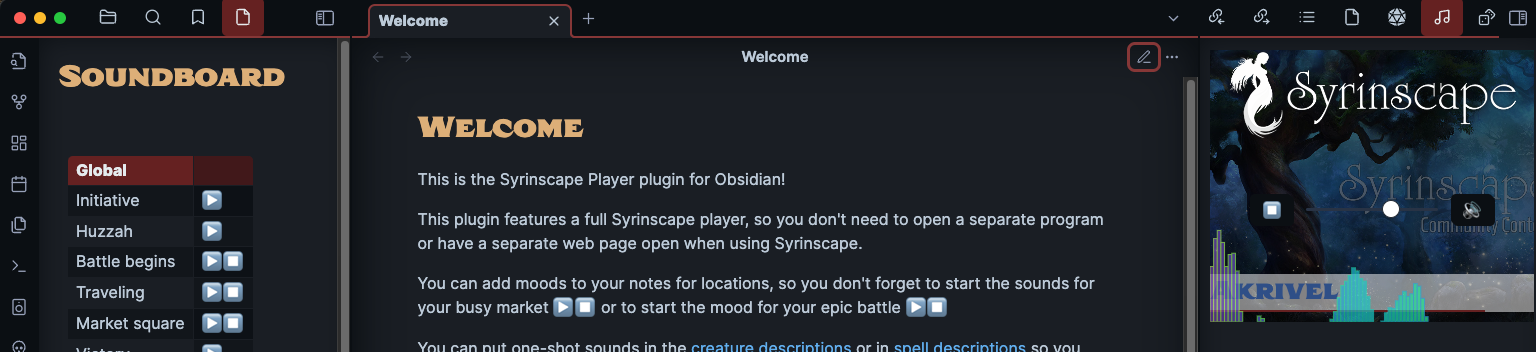 Welcome
SOUNDBOARD
Global
Initiative
Huzzah
Battle begins
Traveling
Market square
Victory
Welcome
WELCOME
This is the Syrinscape Player plugin for Obsidian!
This plugin features a full Syrinscape player, so you don't need to open a separate program
or have a separate web page open when using Syrinscape.
You can add moods to your notes for locations, so you don't forget to start the sounds for
your busy market ▶️⏹️ or to start the mood for your epic battle ▶️⏹️
You can put one-shot sounds in the creature descriptions or in spell descriptions so you
Syrinscape
Syrinscape
Community Cont
KRIVEL